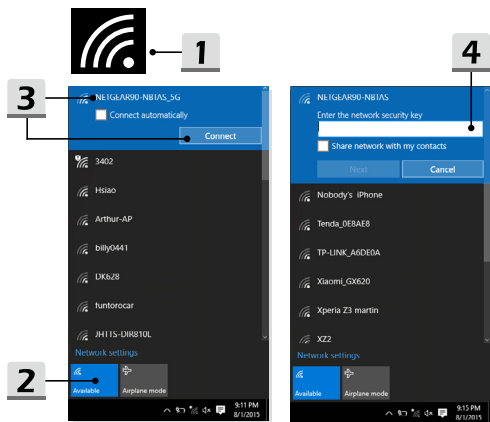 1
4
3
NETGEAR90-NBTAS_5G
Connect automatically
Connect
3402
Hsiao
Arthur-AP
billy0441
DK628
funtorocar
JHTTS-DIR810L
Network settings
2
Available
Airplane mode
9:11 PM
8/1/2015
NETGEAR90-NBTAS
Enter the network security key
Share network with my contacts
Next
Cancel
Nobody's iPhone
Tenda_0E8AE8
TP-LINK_A6DE0A
Xiaomi_GX620
Xperia Z3 martin
XZ2
Network settings
Available
Airplane mode
9:15 PM
8/1/2015